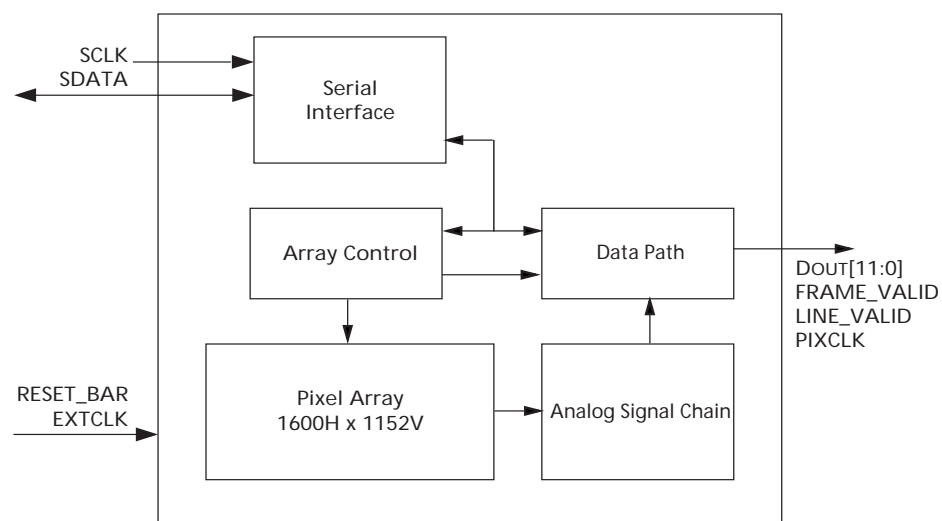 SCLK
SDATA
Serial
Interface
Array Control
Data Path
DOUT[11:0]
FRAME_VALID
LINE_VALID
PIXCLK
Pixel Array
1600H x 1152V
Analog Signal Chain
RESET_BAR
EXTCLK